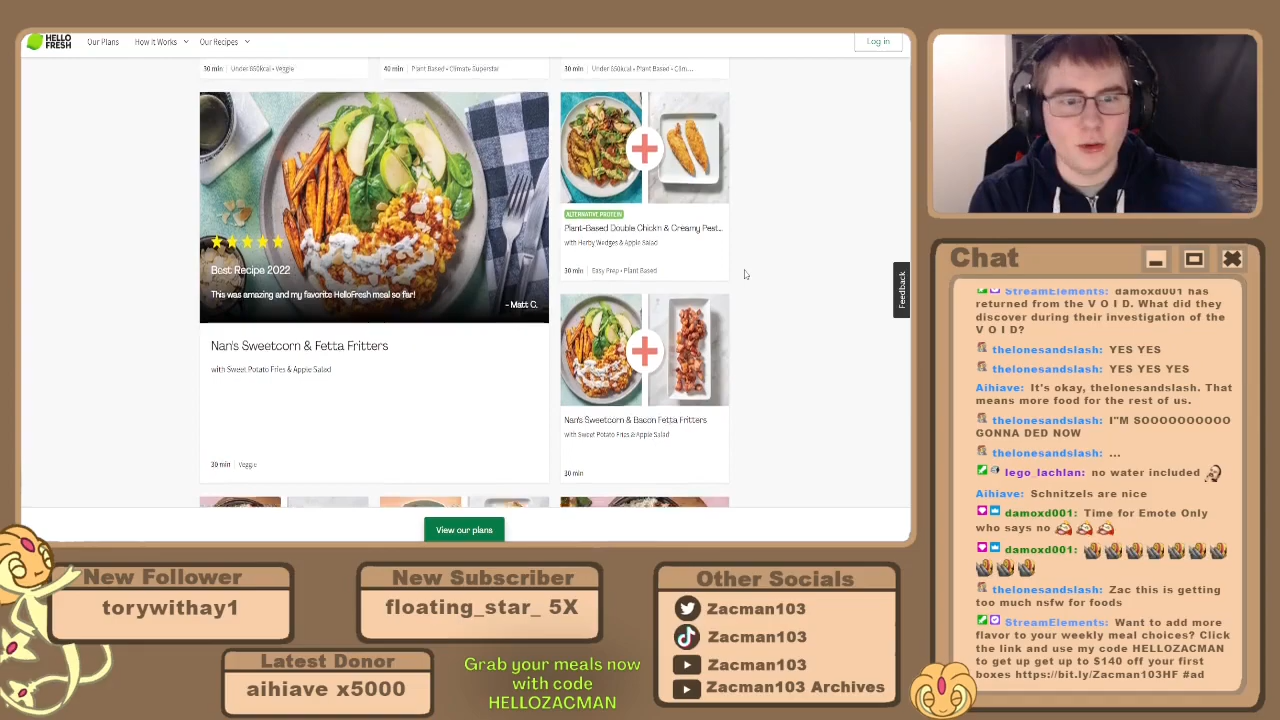 HELLO FRESH
Our Plans
How It Works
Our Recipes
Log in
30 min | Under 650kcal • Veggie
40 min | Plant Based • Climate Superstar
30 min | Under 650kcal • Plant Based • Clim...
Best Recipe 2022
This was amazing and my favorite HelloFresh meal so far!
- Matt C.
Nan's Sweetcorn & Fetta Fritters
with Sweet Potato Fries & Apple Salad
30 min | Veggie
ALTERNATIVE PROTEIN
Plant-Based Double Chickn & Creamy Pest...
with Herby Wedges & Apple Salad
30 min | Easy Prep • Plant Based
Nan's Sweetcorn & Bacon Fetta Fritters
with Sweet Potato Fries & Apple Salad
30 min
View our plans
Feedback
Chat
StreamElements: damoxd001 has
returned from the V O I D. What did they
discover during their investigation of the
V O I D?
thelonesandslash: YES YES
thelonesandslash: YES YES YES
Aihiave: It's okay, thelonesandslash. That
means more food for the rest of us.
thelonesandslash: I"M SOOOOOOOOOO
GONNA DED NOW
thelonesandslash: ...
lego_lachlan: no water included
Aihiave: Schnitzels are nice
damoxd001: Time for Emote Only
who says no
damoxd001:
thelonesandslash: Zac this is getting
too much nsfw for foods
StreamElements: Want to add more
flavor to your weekly meal choices? Click
the link and use my code HELLOZACMAN
to get up get up to $140 off your first
boxes https://bit.ly/Zacman103HF #ad
New Follower
torywithay1
New Subscriber
floating_star_ 5X
Latest Donor
aihiave x5000
Grab your meals now
with code
HELLOZACMAN
Other Socials
Zacman103
Zacman103
Zacman103
Zacman103 Archives